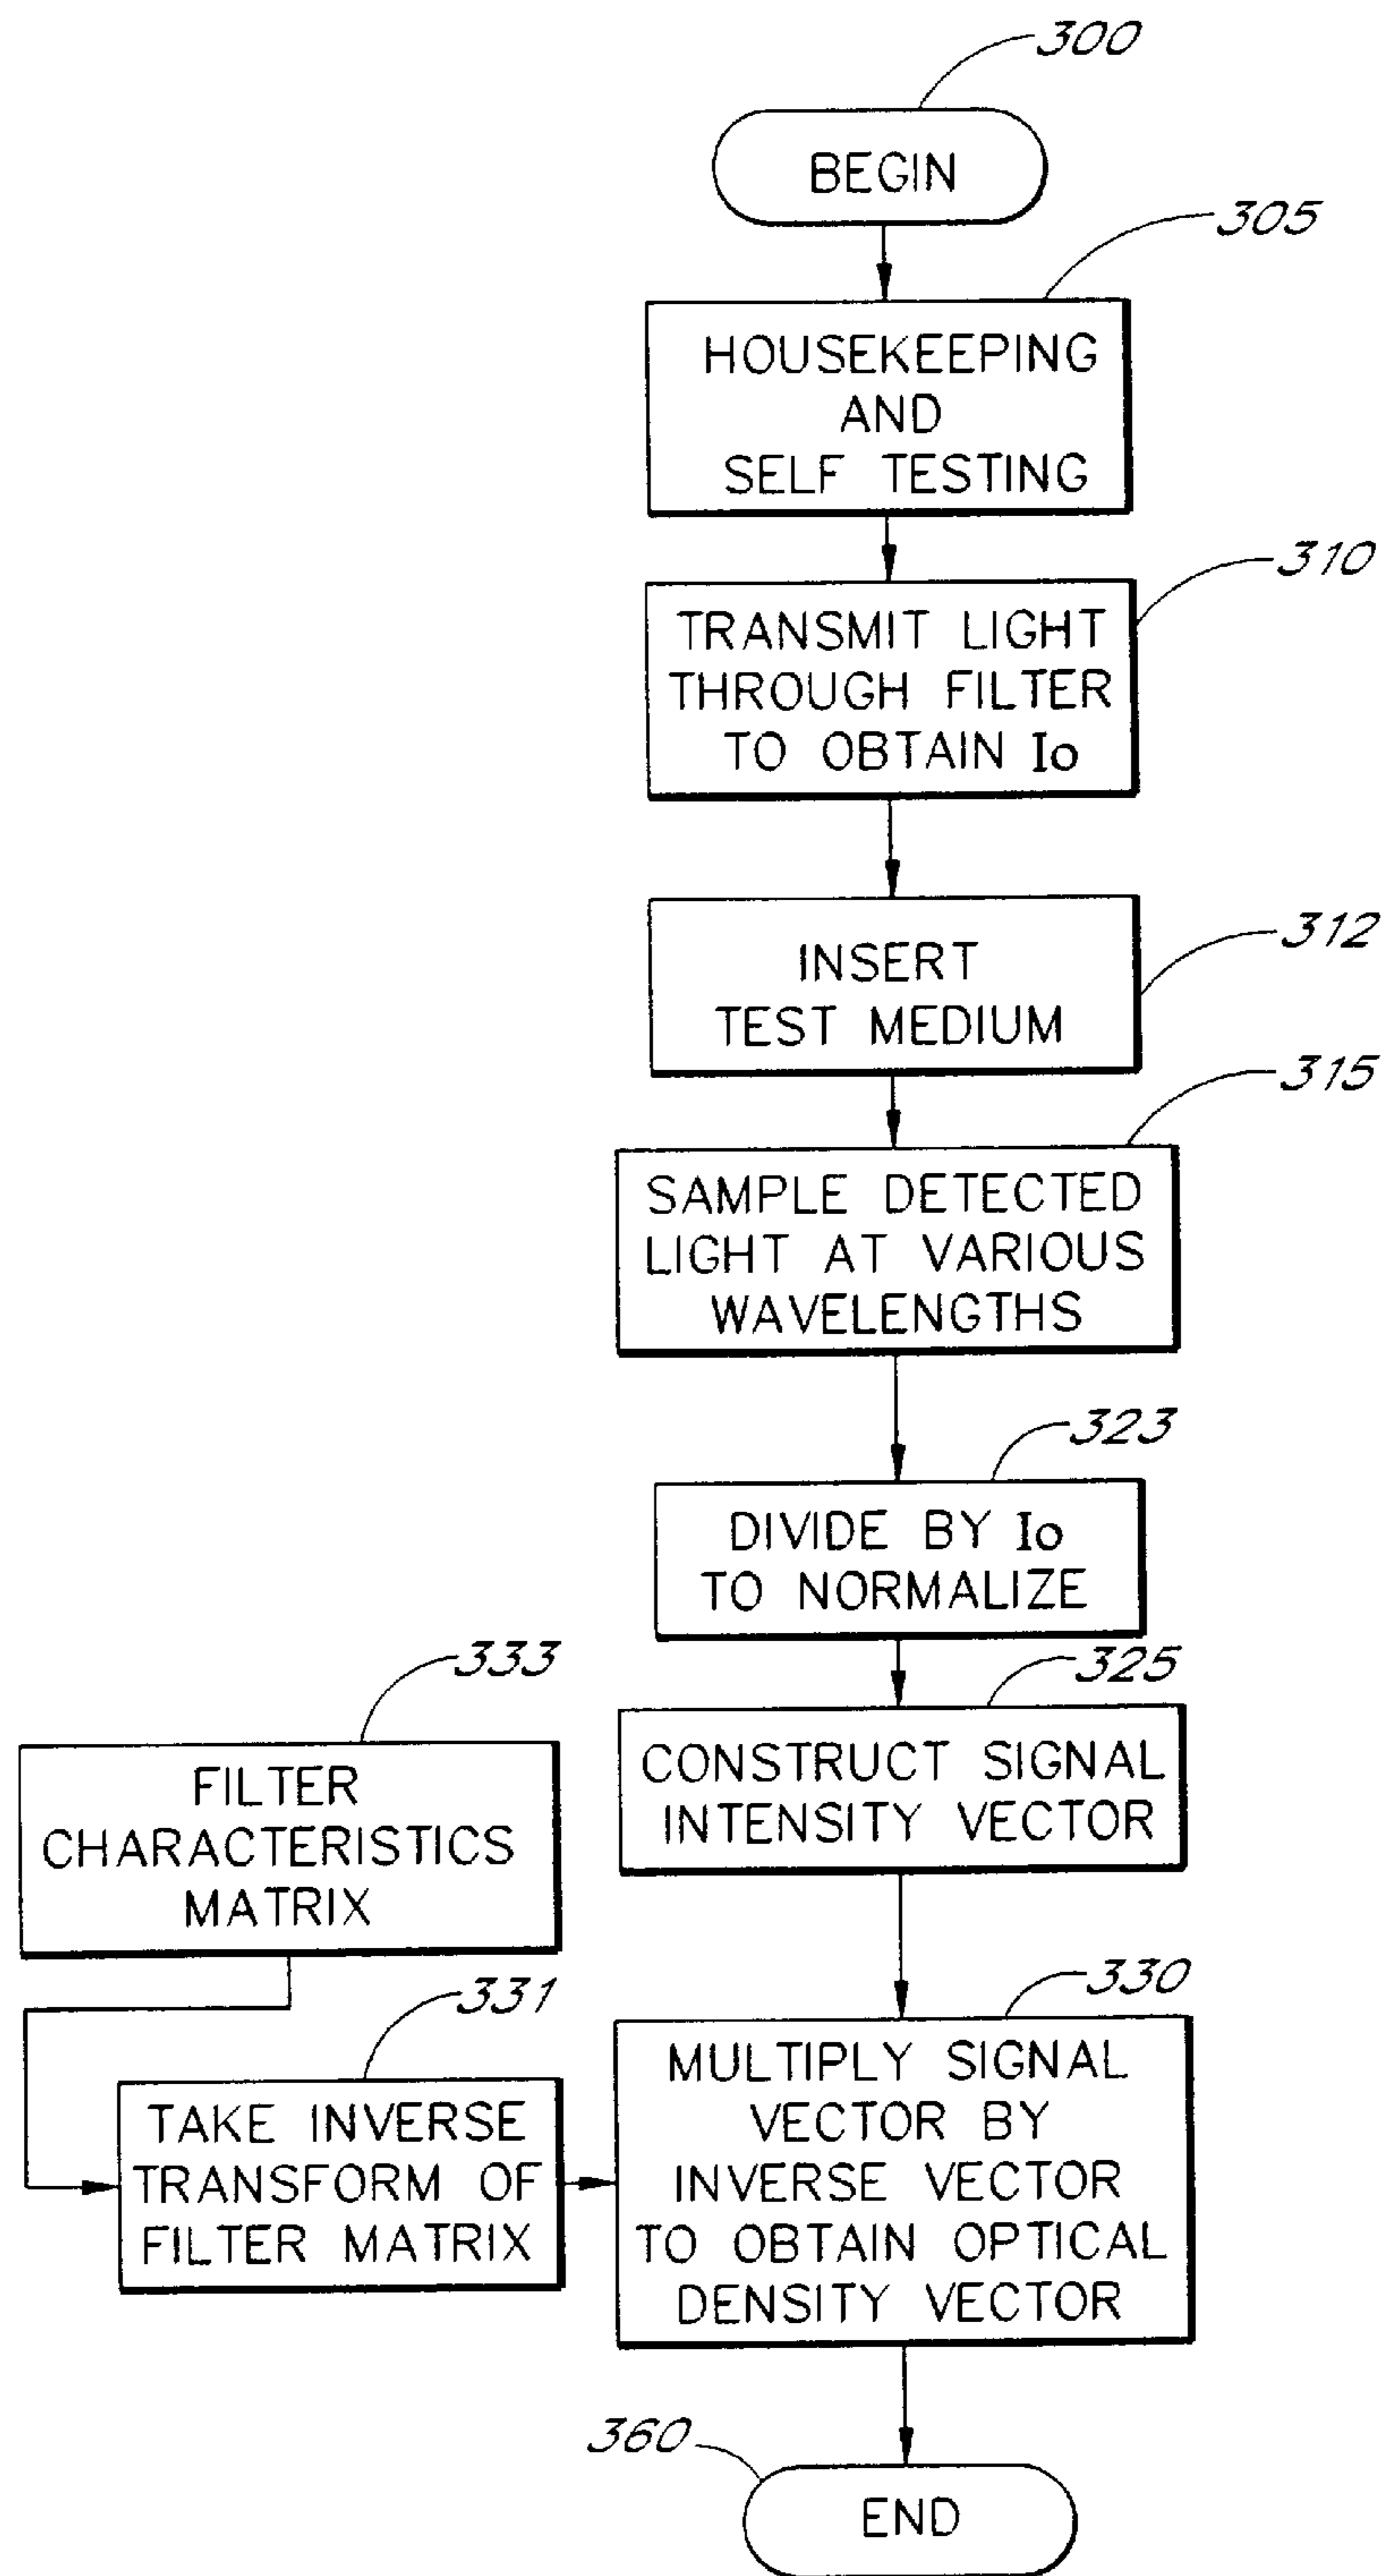 300
BEGIN
305
HOUSEKEEPING
AND
SELF TESTING
310
TRANSMIT LIGHT
THROUGH FILTER
TO OBTAIN Io
312
INSERT
TEST MEDIUM
315
SAMPLE DETECTED
LIGHT AT VARIOUS
WAVELENGTHS
323
DIVIDE BY Io
TO NORMALIZE
325
CONSTRUCT SIGNAL
INTENSITY VECTOR
333
FILTER
CHARACTERISTICS
MATRIX
331
TAKE INVERSE
TRANSFORM OF
FILTER MATRIX
330
MULTIPLY SIGNAL
VECTOR BY
INVERSE VECTOR
TO OBTAIN OPTICAL
DENSITY VECTOR
360
END